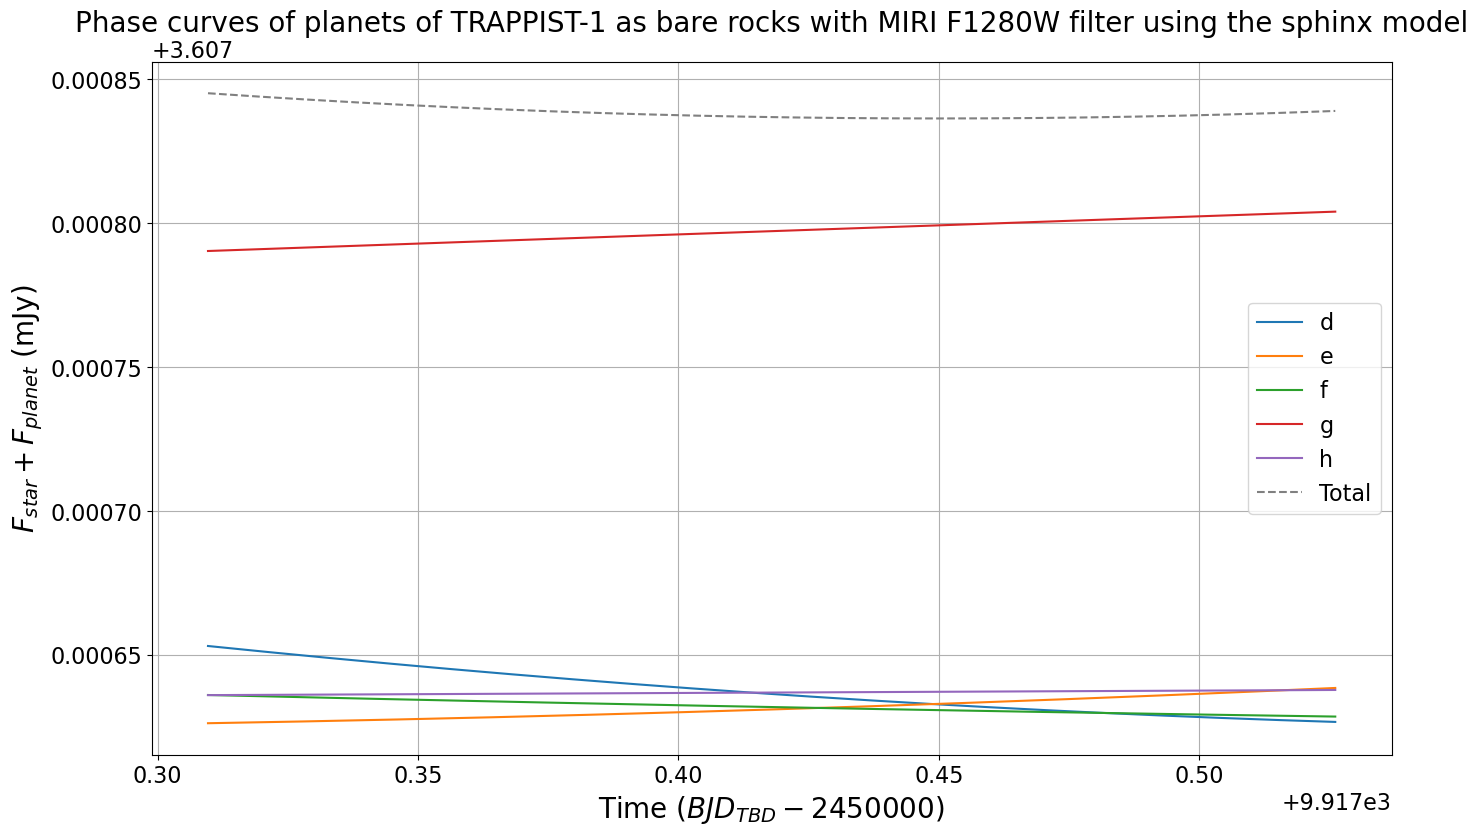 Phase curves of planets of TRAPPIST-1 as bare rocks with MIRI F1280W filter using the sphinx model
+3.607
0.00085
0.00080
0.00075
0.00070
0.00065
F_{star} + F_{planet} (mJy)
d
e
f
g
h
Total
0.30 0.35 0.40 0.45 0.50
+9.917e3
Time (BJD_{TBD} − 2450000)